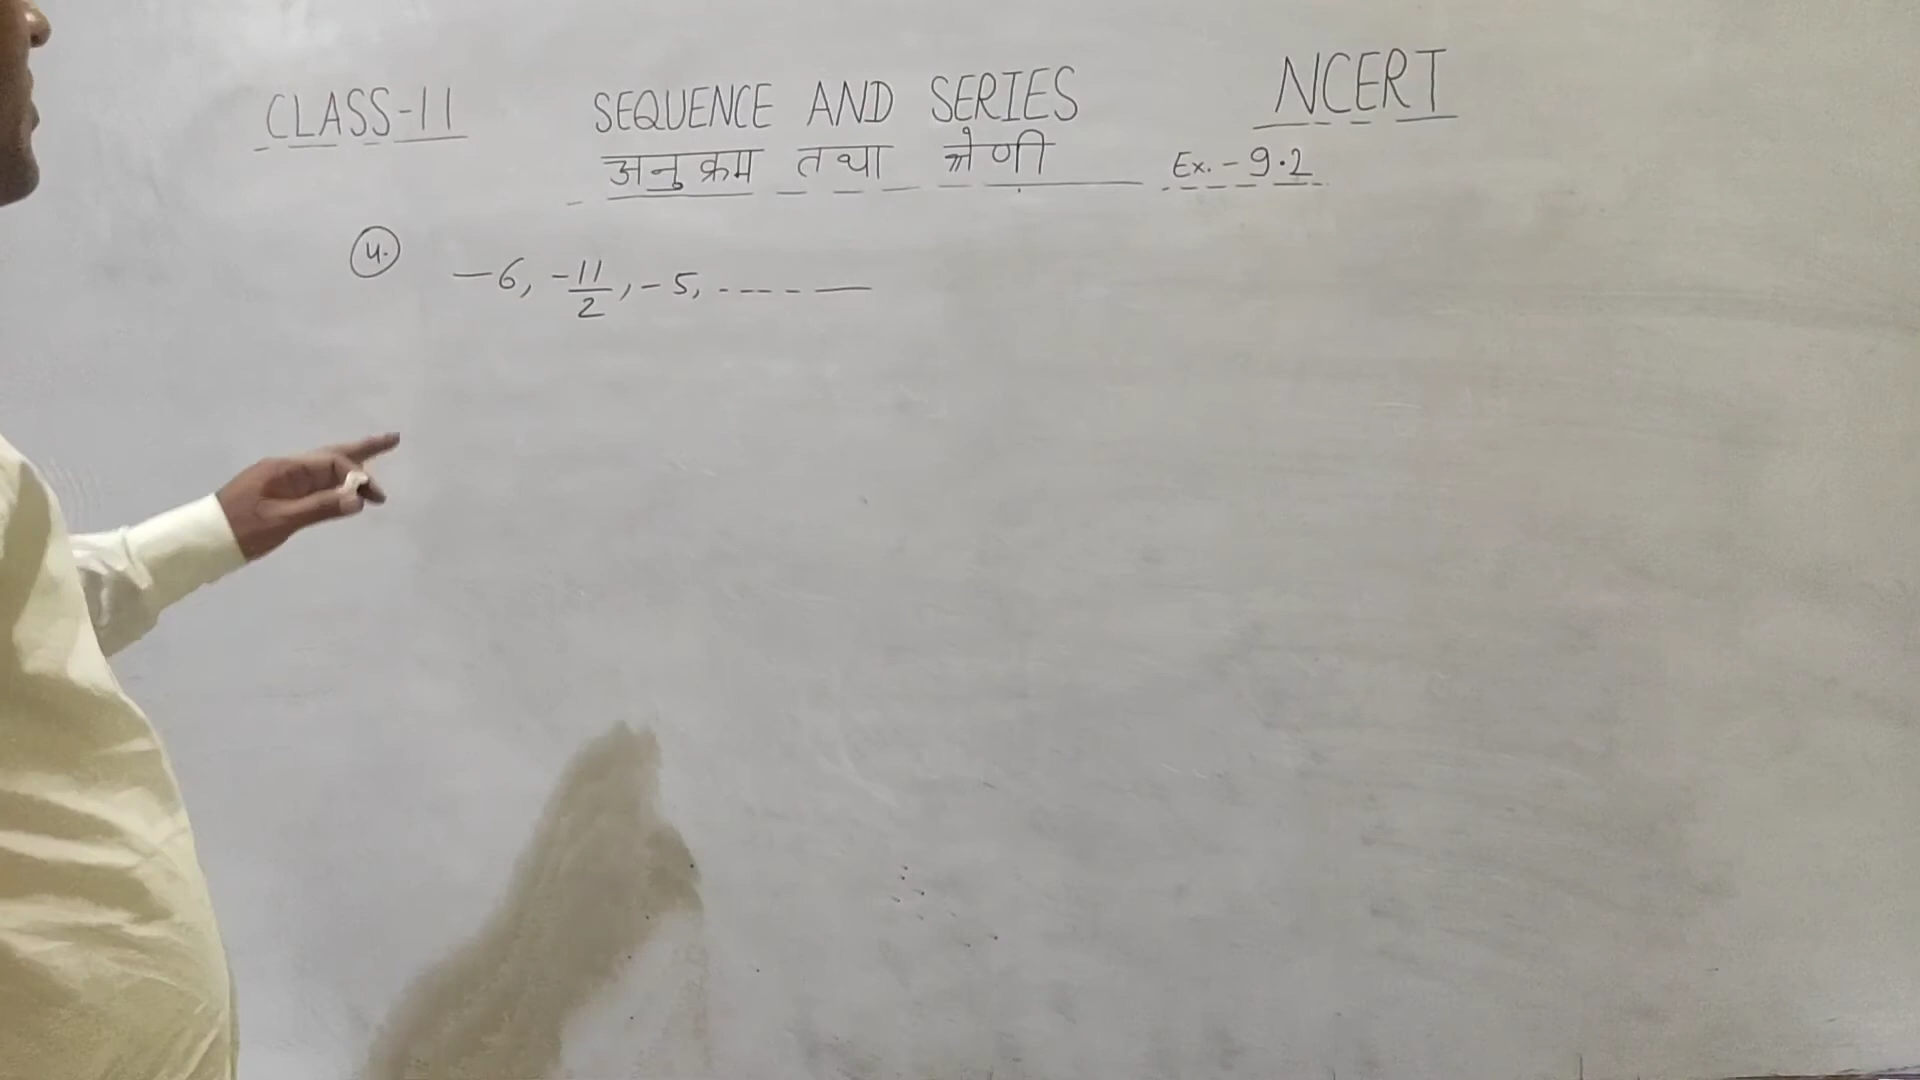 CLASS-11 SEQUENCE AND SERIES NCERT
अनुक्रम तथा श्रेणी Ex.-9.2
4. -6, -11/2, -5, --------